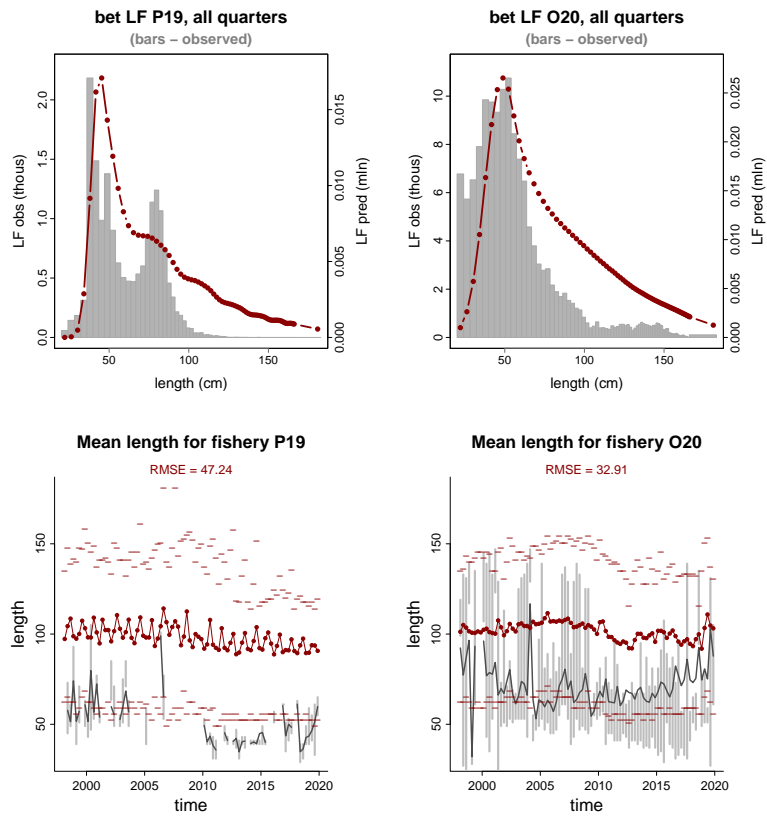 bet LF P19, all quarters
(bars − observed)
LF obs (thous)
0.0
0.5
1.0
1.5
2.0
0.000
0.005
0.010
0.015
LF pred (mln)
50
100
150
length (cm)
bet LF O20, all quarters
(bars − observed)
LF obs (thous)
0
2
4
6
8
10
0.000
0.005
0.010
0.015
0.020
0.025
LF pred (mln)
50
100
150
length (cm)
Mean length for fishery P19
RMSE = 47.24
length
50
100
150
2000
2005
2010
2015
2020
time
Mean length for fishery O20
RMSE = 32.91
length
50
100
150
2000
2005
2010
2015
2020
time